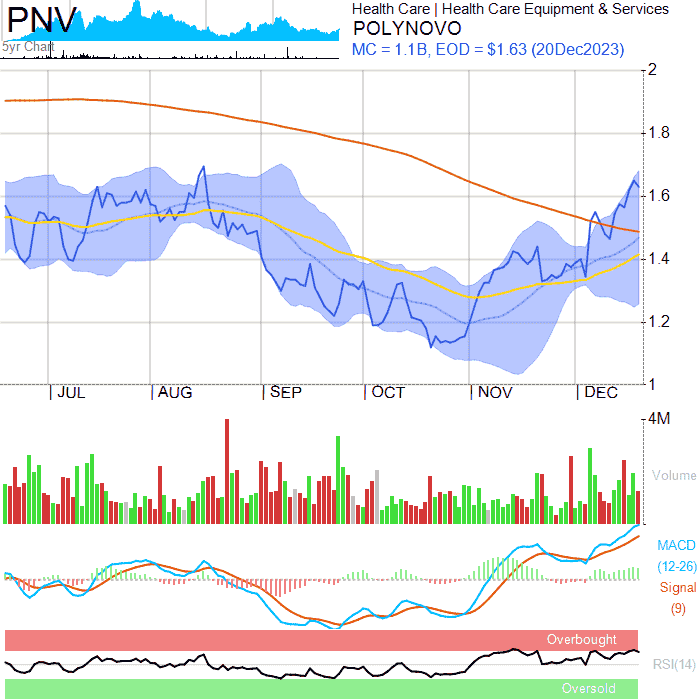 PNV
5yr Chart
Health Care | Health Care Equipment & Services
POLYNOVO
MC = 1.1B, EOD = $1.63 (20Dec2023)
2
1.8
1.6
1.4
1.2
1
JUL AUG SEP OCT NOV DEC
4M
Volume
MACD
(12-26)
Signal
(9)
Overbought
RSI(14)
Oversold